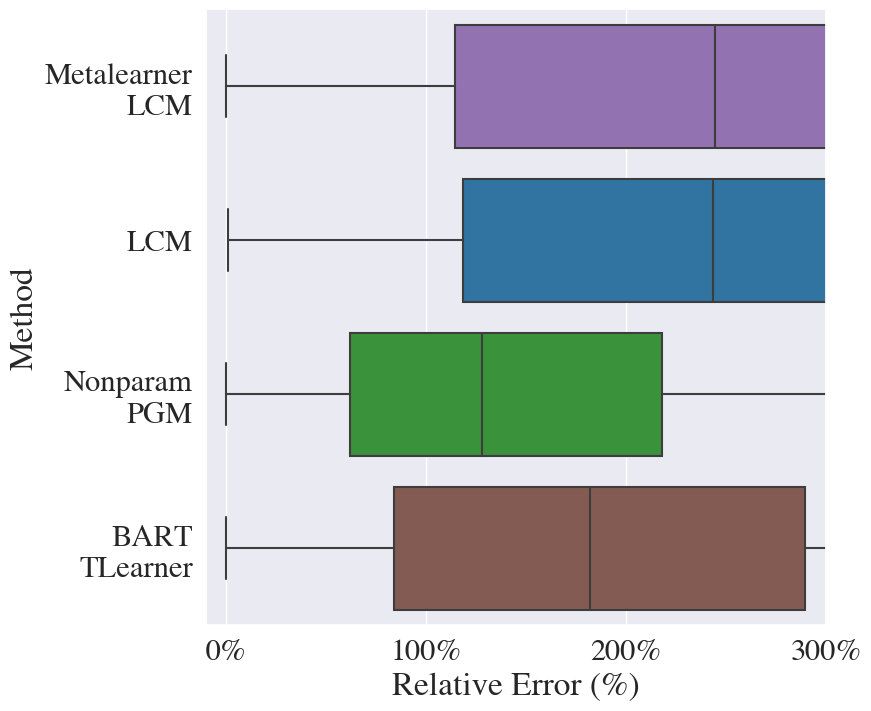 Metalearner
LCM
LCM
Nonparam
PGM
BART
TLearner
Method
0%
100%
200%
300%
Relative Error (%)